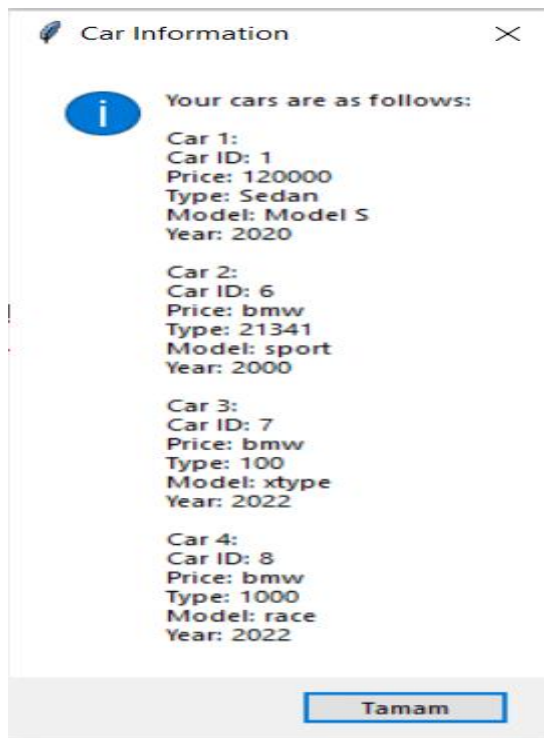 Car Information
Your cars are as follows:
Car 1:
Car ID: 1
Price: 120000
Type: Sedan
Model: Model S
Year: 2020
Car 2:
Car ID: 6
Price: bmw
Type: 21341
Model: sport
Year: 2000
Car 3:
Car ID: 7
Price: bmw
Type: 100
Model: xtype
Year: 2022
Car 4:
Car ID: 8
Price: bmw
Type: 1000
Model: race
Year: 2022
Tamam